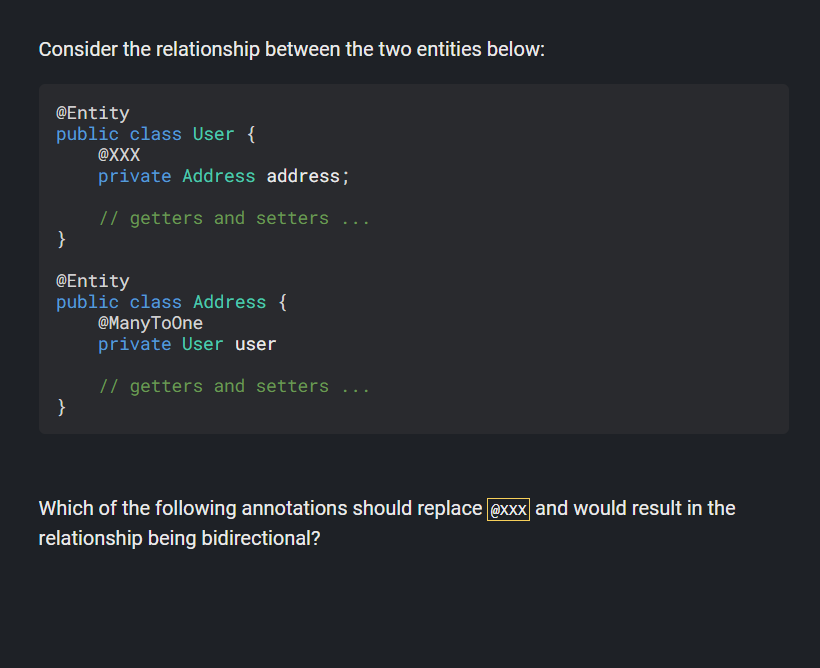 Consider the relationship between the two entities below:
@Entity
public class User {
@XXX
private Address address;
// getters and setters ...
}
@Entity
public class Address {
@ManyToOne
private User user
// getters and setters ...
}
Which of the following annotations should replace @XXX and would result in the
relationship being bidirectional?